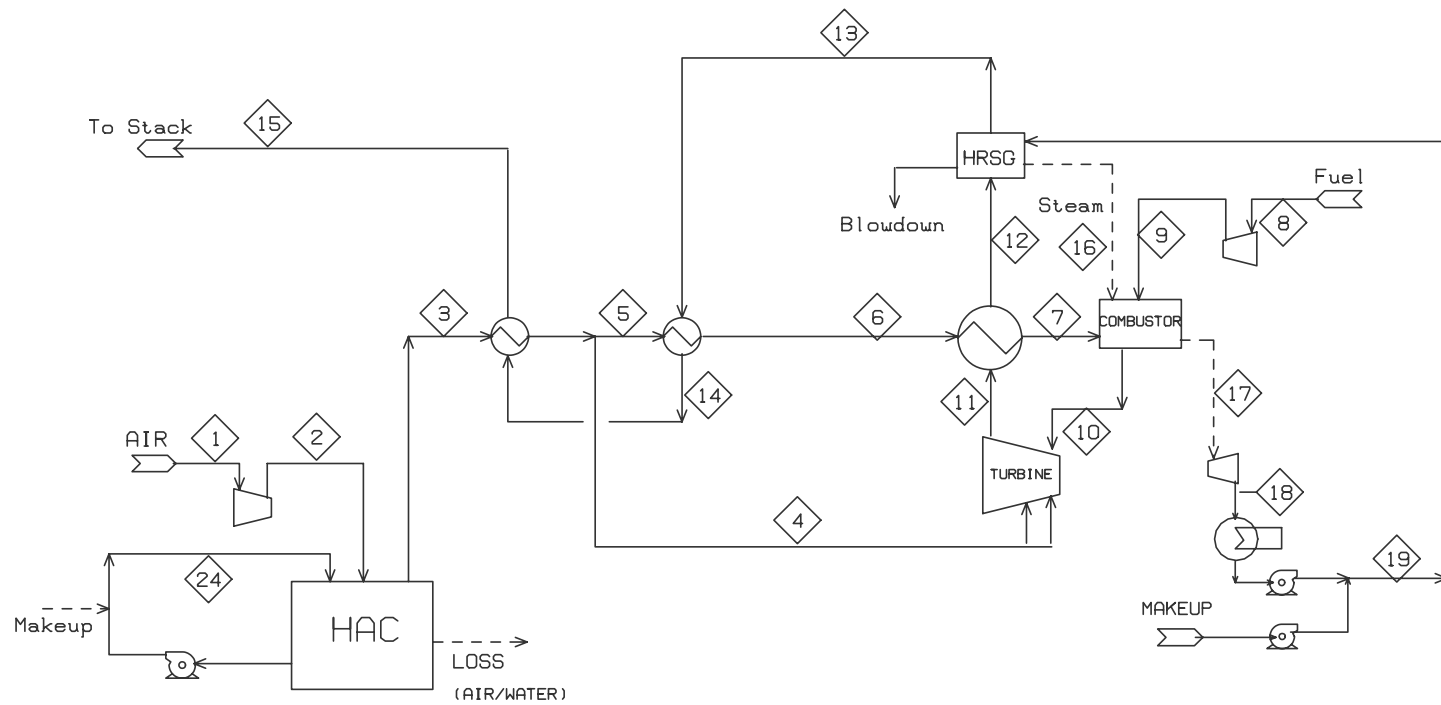 13
To Stack
15
HRSG
Fuel
Steam
Blowdown
12
16
9
8
3
5
6
7
COMBUSTOR
14
11
17
AIR
1
2
10
TURBINE
18
4
24
19
Makeup
HAC
MAKEUP
LOSS
(AIR/WATER)